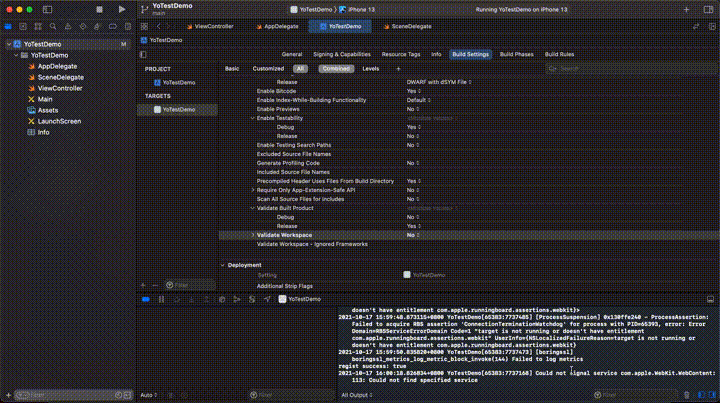 YoTestDemo
main
YoTestDemo
iPhone 13
Running YoTestDemo on iPhone 13
ViewController
AppDelegate
YoTestDemo
SceneDelegate
YoTestDemo
M
YoTestDemo
YoTestDemo
AppDelegate
SceneDelegate
ViewController
Main
Assets
LaunchScreen
Info
General
Signing & Capabilities
Resource Tags
Info
Build Settings
Build Phases
Build Rules
PROJECT
YoTestDemo
TARGETS
YoTestDemo
Basic
Customized
All
Combined
Levels
+
Search
Release
DWARF with dSYM File
Enable Bitcode
Yes
Enable Index-While-Building Functionality
Default
Enable Previews
No
Enable Testability
<Multiple values>
Debug
Yes
Release
No
Enable Testing Search Paths
No
Excluded Source File Names
Generate Profiling Code
No
Included Source File Names
Precompiled Header Uses Files From Build Directory
Yes
Require Only App-Extension-Safe API
No
Scan All Source Files for Includes
No
Validate Built Product
<Multiple values>
Debug
No
Release
Yes
Validate Workspace
No
Validate Workspace - Ignored Frameworks
Deployment
Setting
YoTestDemo
Additional Strip Flags
Filter
YoTestDemo
doesn't have entitlement com.apple.runningboard.assertions.webkit}>
2021-10-17 15:59:48.873115+0800 YoTestDemo[65383:7737485] [ProcessSuspension] 0x130ffe240 - ProcessAssertion:
Failed to acquire RBS assertion 'ConnectionTerminationWatchdog' for process with PID=65393, error: Error
Domain=RBSServiceErrorDomain Code=1 "target is not running or doesn't have entitlement
com.apple.runningboard.assertions.webkit" UserInfo={NSLocalizedFailureReason=target is not running or
doesn't have entitlement com.apple.runningboard.assertions.webkit}
2021-10-17 15:59:50.835820+0800 YoTestDemo[65383:7737473] [boringssl]
boringssl_metrics_log_metric_block_invoke(144) Failed to log metrics
regist success: true
2021-10-17 16:00:18.826834+0800 YoTestDemo[65383:7737168] Could not signal service com.apple.WebKit.WebContent:
113: Could not find specified service
Filter
Auto
Filter
All Output
Filter